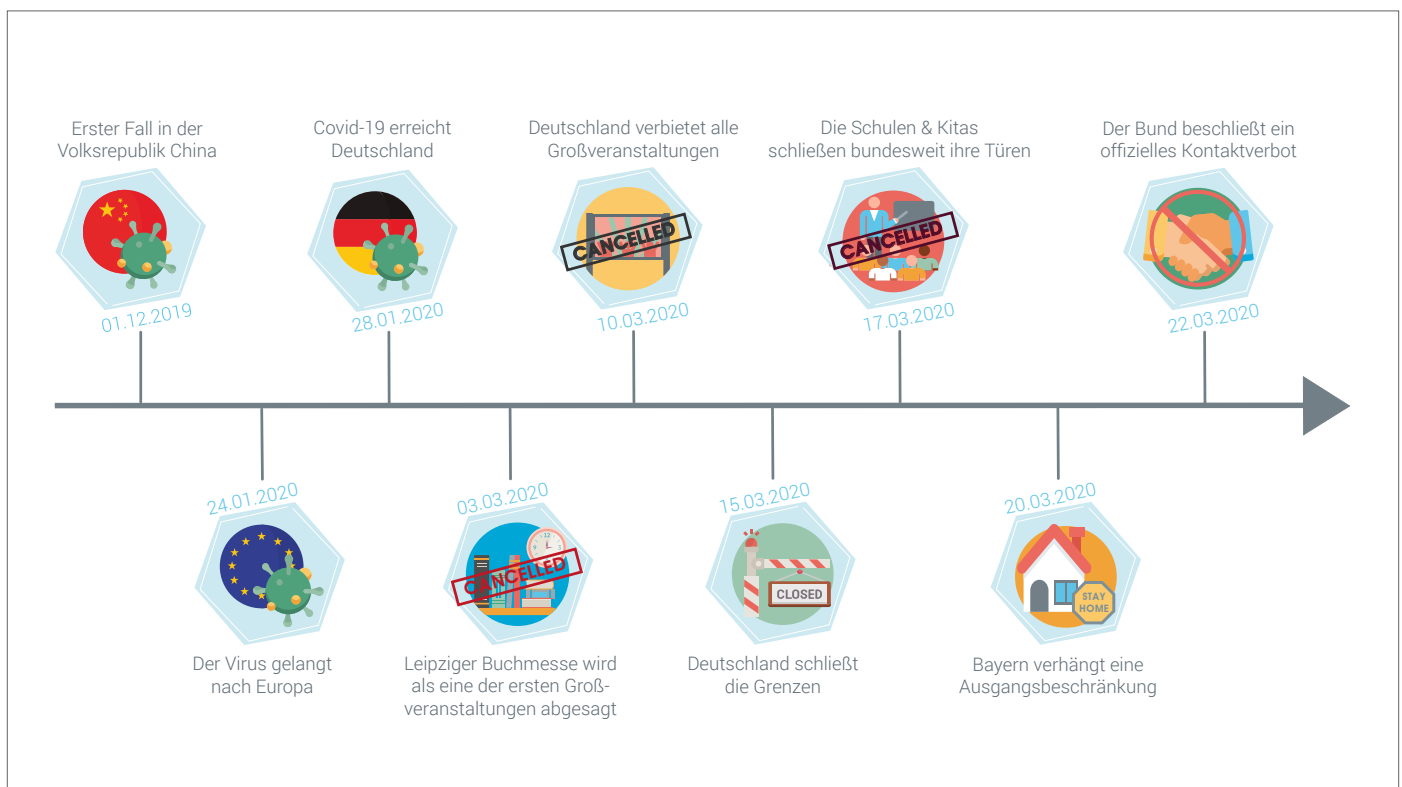 Erster Fall in der
Volksrepublik China
01.12.2019
24.01.2020
Der Virus gelangt
nach Europa
Covid-19 erreicht
Deutschland
28.01.2020
03.03.2020
CANCELLED
Leipziger Buchmesse wird
als eine der ersten Groß-
veranstaltungen abgesagt
Deutschland verbietet alle
Großveranstaltungen
CANCELLED
10.03.2020
15.03.2020
CLOSED
Deutschland schließt
die Grenzen
Die Schulen & Kitas
schließen bundesweit ihre Türen
CANCELLED
17.03.2020
20.03.2020
STAY
HOME
Bayern verhängt eine
Ausgangsbeschränkung
Der Bund beschließt ein
offizielles Kontaktverbot
22.03.2020